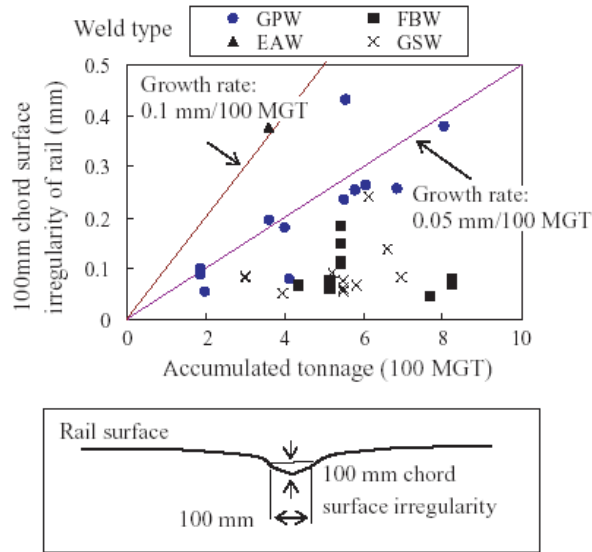 Weld type
GPW FBW
EAW GSW
0.5
0.4
0.3
0.2
0.1
0
100mm chord surface
irregularity of rail (mm)
Growth rate:
0.1 mm/100 MGT
Growth rate:
0.05 mm/100 MGT
0 2 4 6 8 10
Accumulated tonnage (100 MGT)
Rail surface
100 mm chord
surface irregularity
100 mm